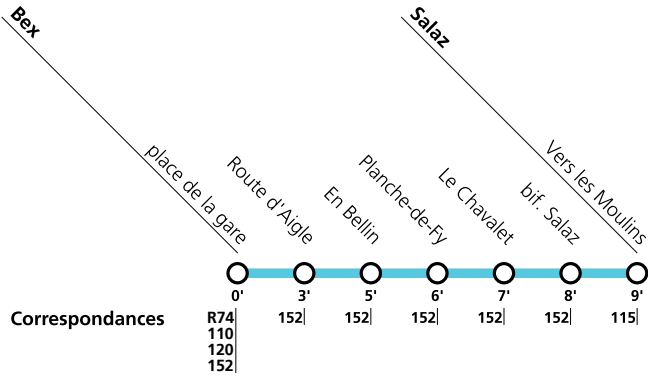 Bex
place de la gare
Route d'Aigle
En Bellin
Planche-de-Fy
Le Chavalet
bif. Salaz
Salaz
Vers les Moulins
0' 3' 5' 6' 7' 8' 9'
Correspondances R74 152 152 152 152 152 115
110
120
152